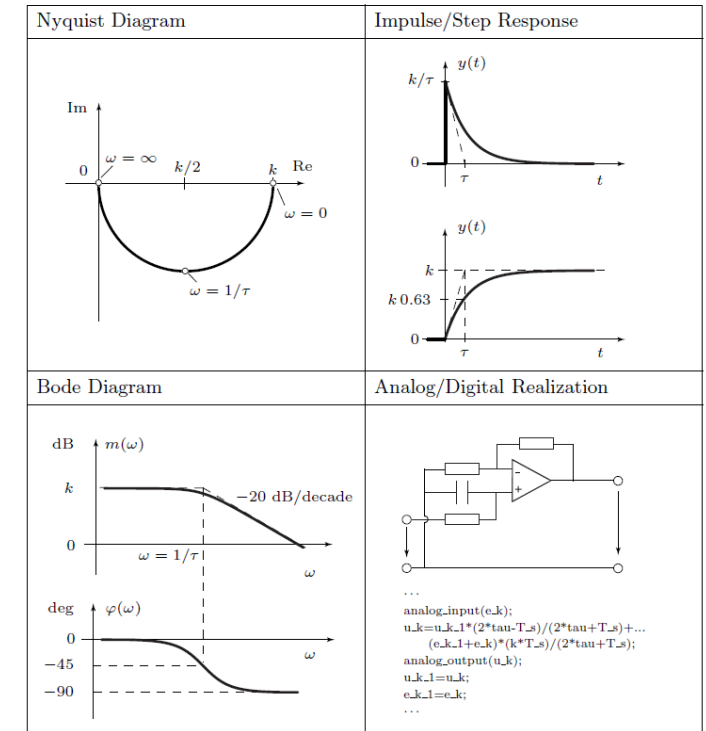 Nyquist Diagram
Impulse/Step Response
Im
0
ω = ∞
k/2
k
Re
ω = 0
ω = 1/τ
y(t)
k/τ
0
τ
t
y(t)
k
k 0.63
0
τ
t
Bode Diagram
Analog/Digital Realization
dB
m(ω)
k
−20 dB/decade
0
ω = 1/τ
ω
deg
φ(ω)
0
ω
−45
−90
-
+
...
analog_input(e_k);
u_k=u_k_1*(2*tau-T_s)/(2*tau+T_s)+...
(e_k_1+e_k)*(k*T_s)/(2*tau+T_s);
analog_output(u_k);
u_k_1=u_k;
e_k_1=e_k;
...